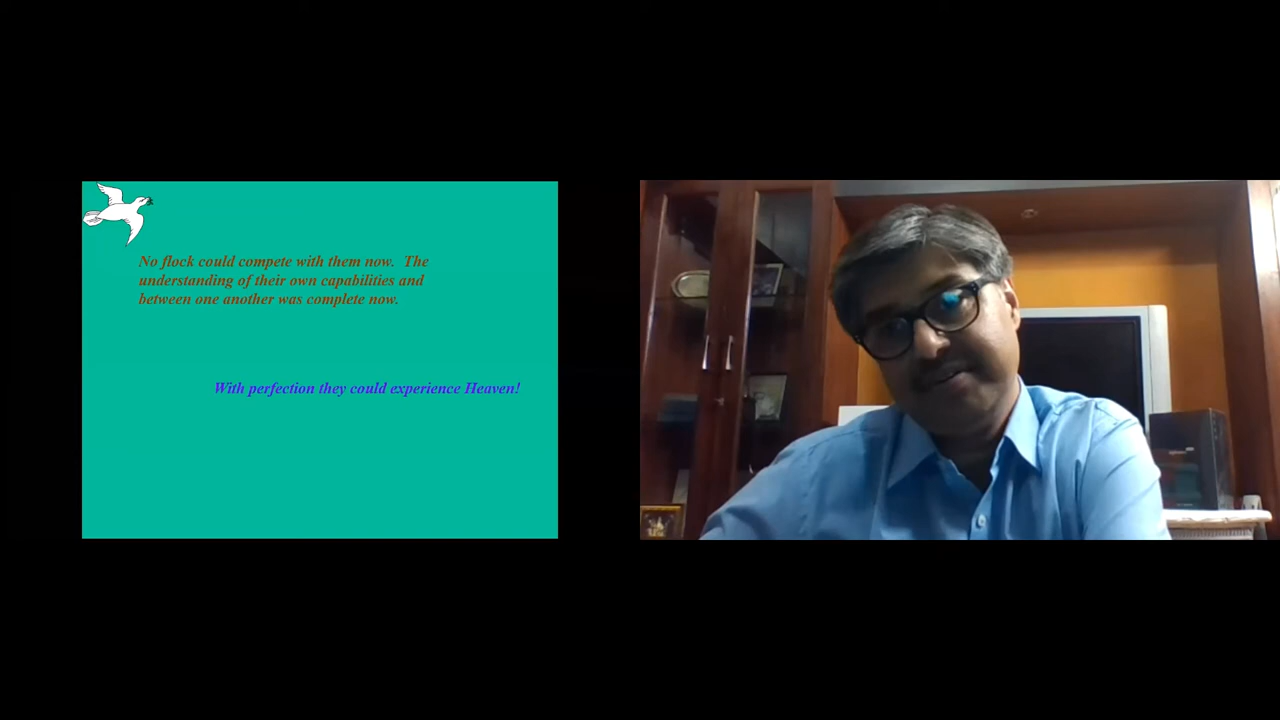 No flock could compete with them now.  The
understanding of their own capabilities and
between one another was complete now.
With perfection they could experience Heaven!